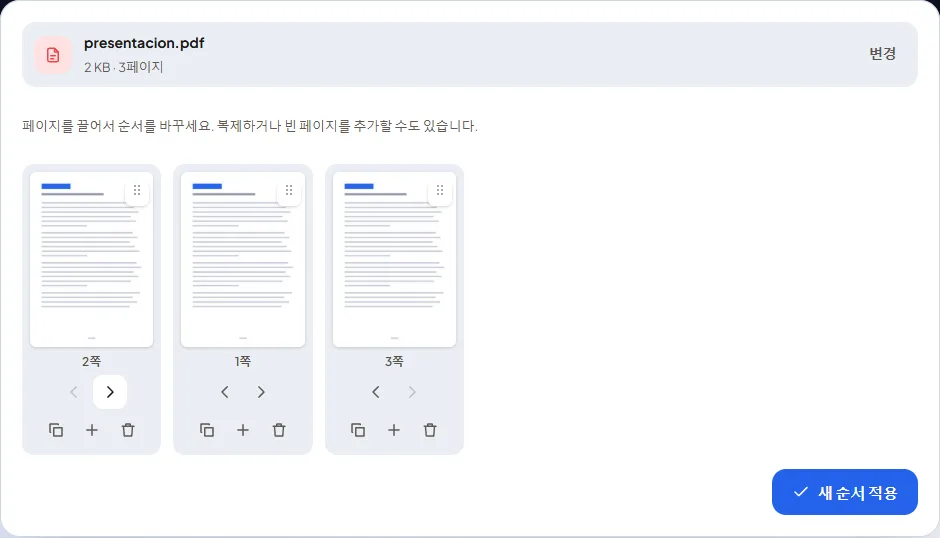 presentacion.pdf
2 KB · 3페이지
변경
페이지를 끌어서 순서를 바꾸세요. 복제하거나 빈 페이지를 추가할 수도 있습니다.
2쪽
1쪽
3쪽
새 순서 적용